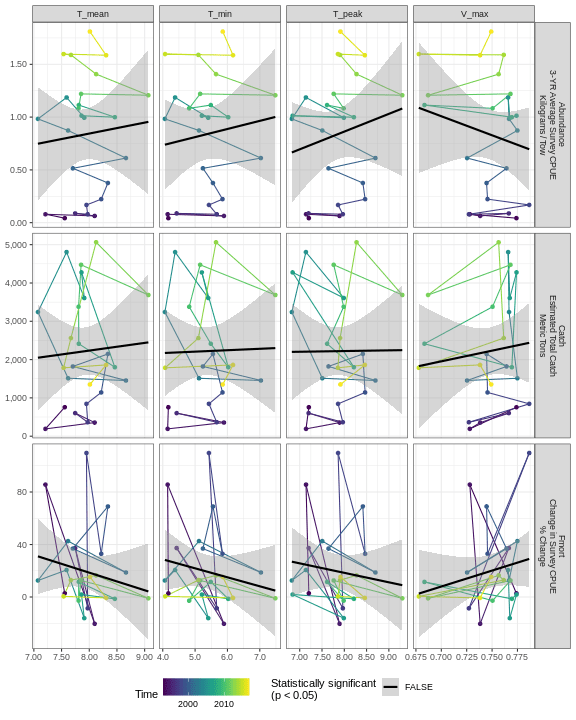 T_mean
T_min
T_peak
V_max
0.00
0.50
1.00
1.50
Abundance
3-YR Average Survey CPUE
Kilograms / Tow
0
1,000
2,000
3,000
4,000
5,000
Catch
Estimated Total Catch
Metric Tons
0
40
80
Fmort
Change in Survey CPUE
% Change
7.00 7.50 8.00 8.50 9.00
4.0 5.0 6.0 7.0
7.00 7.50 8.00 8.50 9.00
0.675 0.700 0.725 0.750 0.775
Time
2000 2010
Statistically significant
(p < 0.05)
FALSE